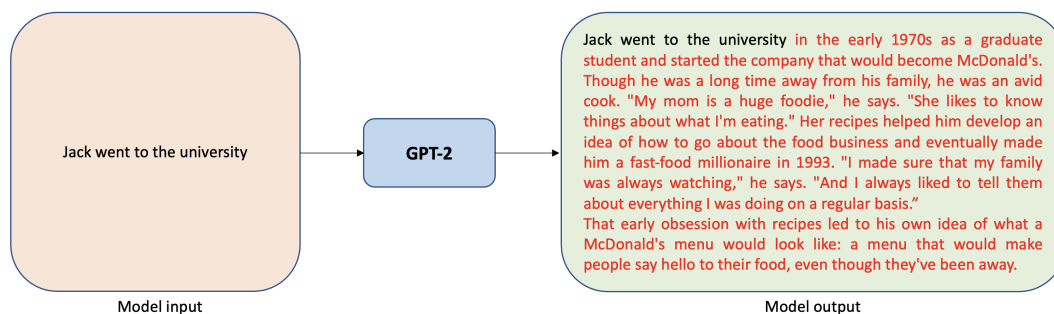 Jack went to the university
Model input
GPT-2
Jack went to the university in the early 1970s as a graduate
student and started the company that would become McDonald's.
Though he was a long time away from his family, he was an avid
cook. "My mom is a huge foodie," he says. "She likes to know
things about what I'm eating." Her recipes helped him develop an
idea of how to go about the food business and eventually made
him a fast-food millionaire in 1993. "I made sure that my family
was always watching," he says. "And I always liked to tell them
about everything I was doing on a regular basis.”
That early obsession with recipes led to his own idea of what a
McDonald's menu would look like: a menu that would make
people say hello to their food, even though they've been away.
Model output